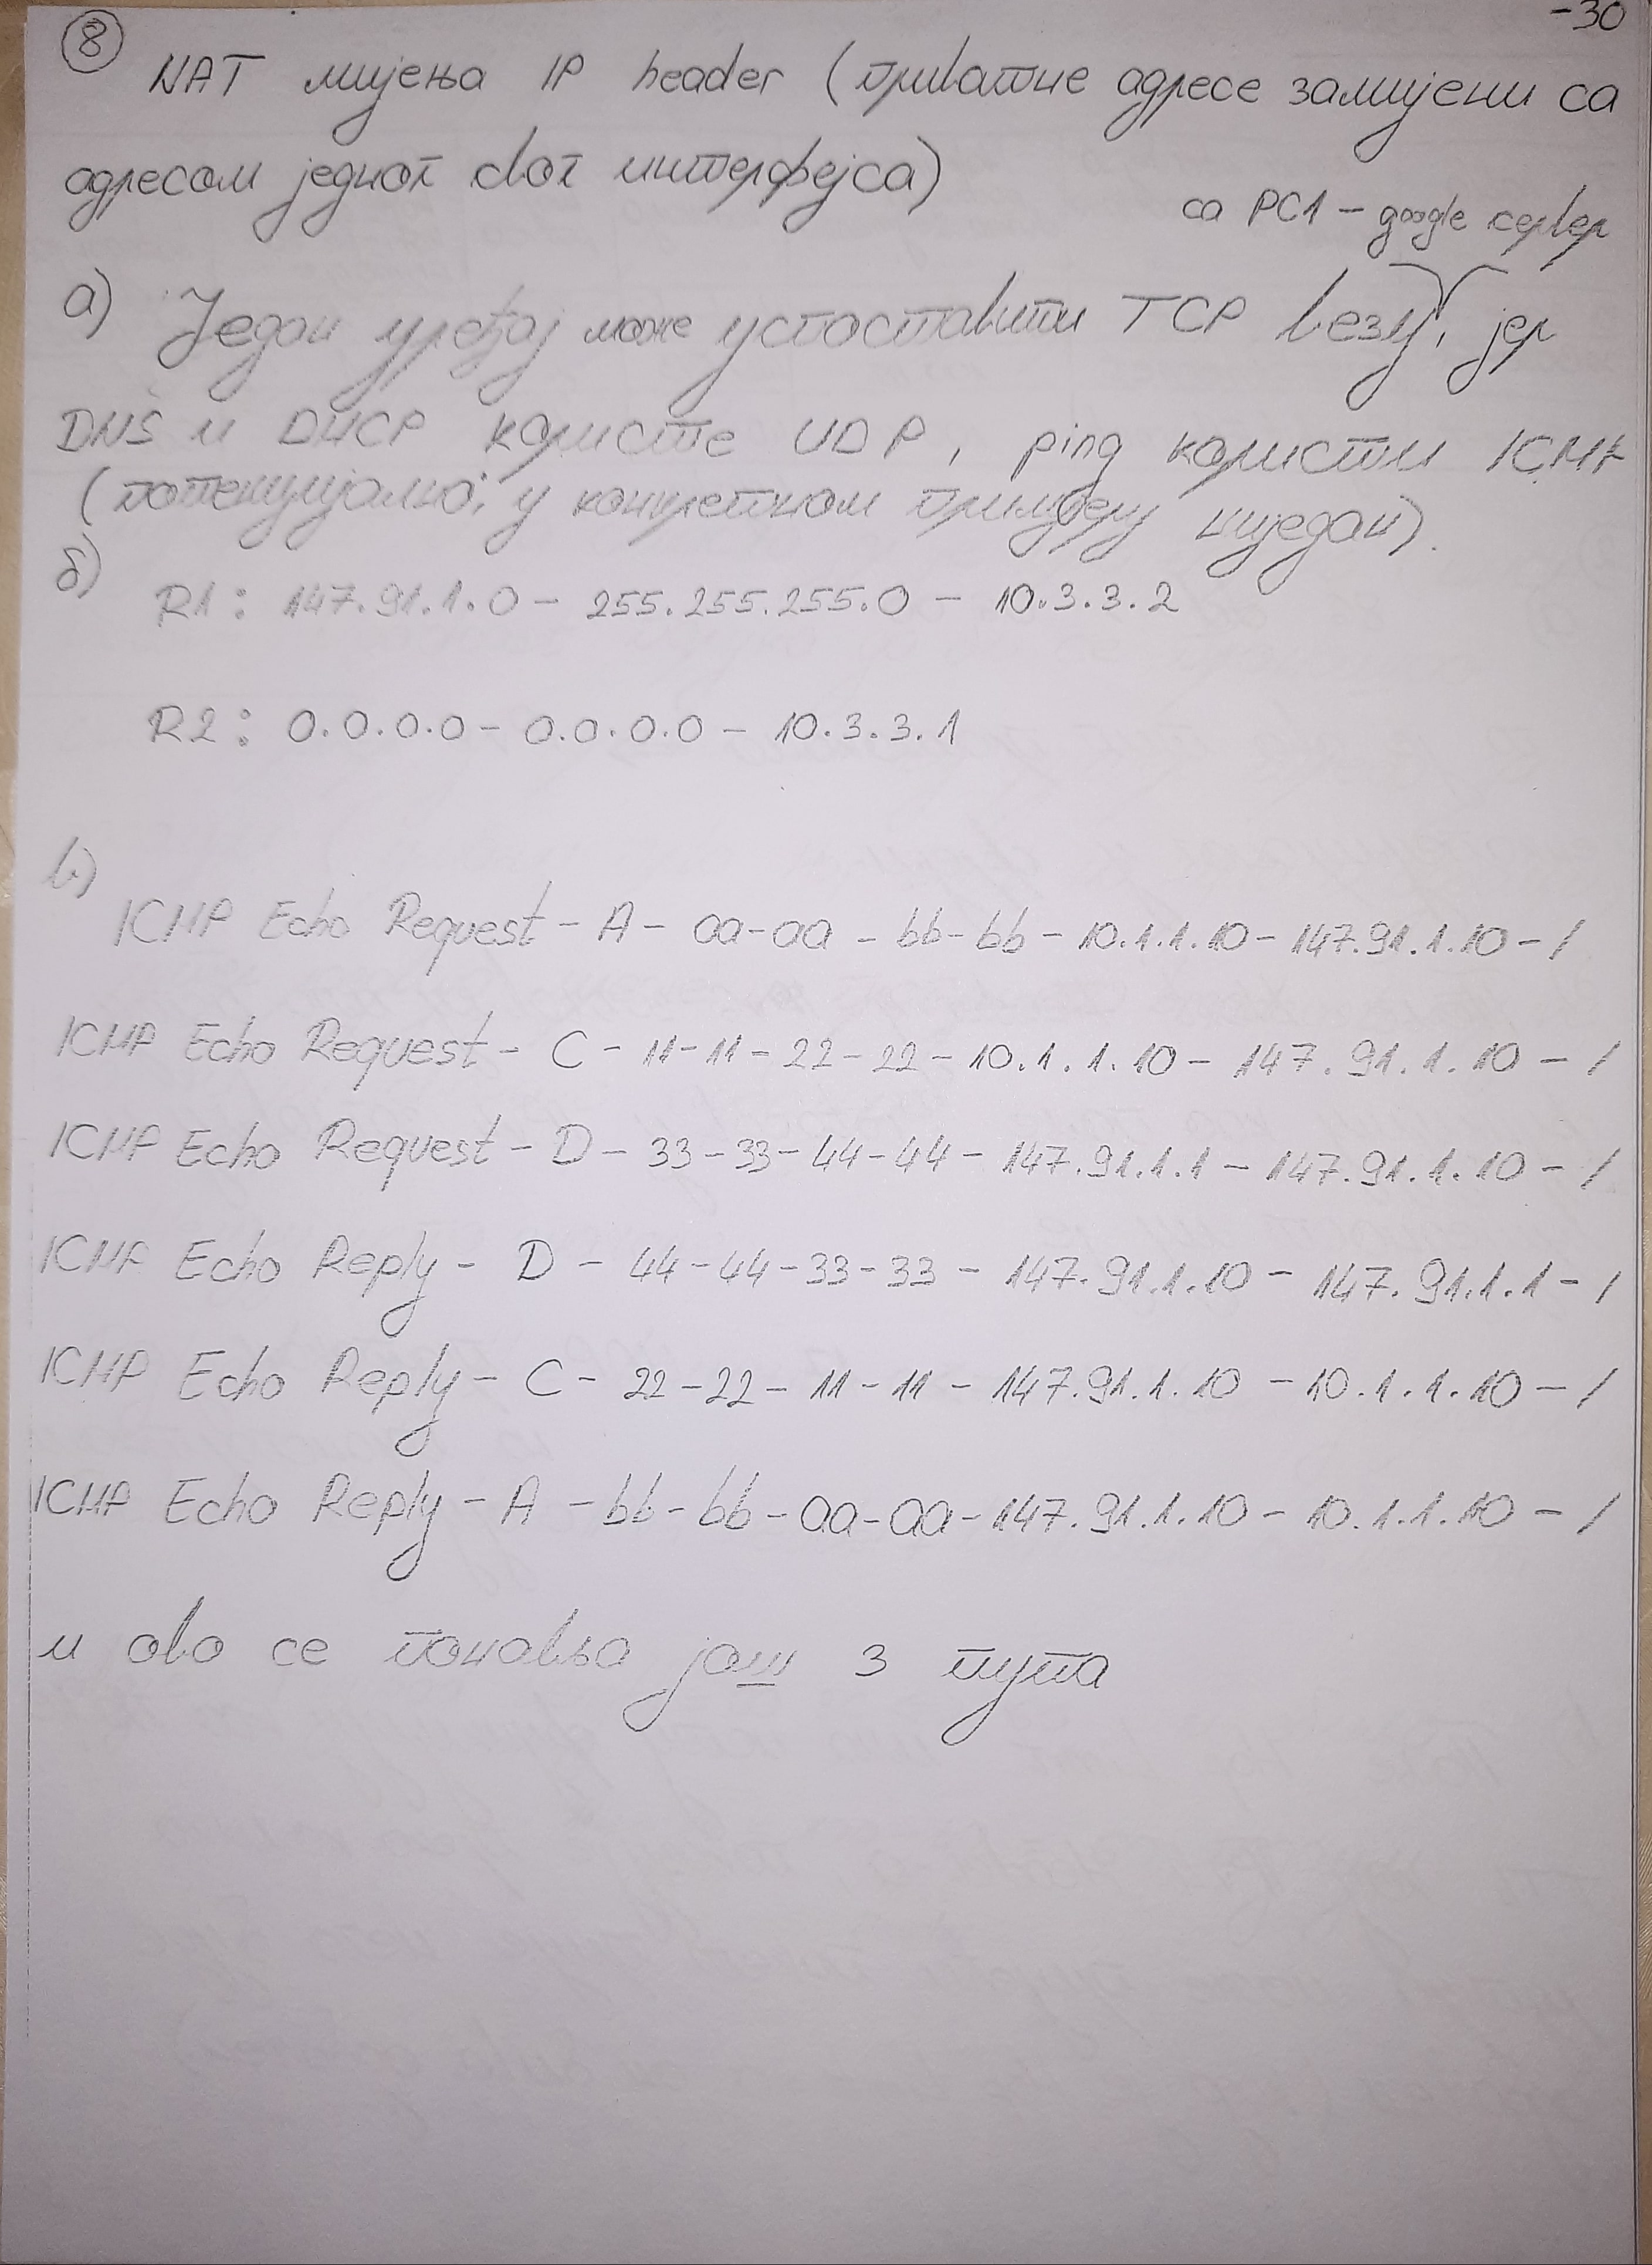 -30
8
NAT мијења IP header (приватне адресе замијени са
адресом једног свог интерфејса)
са PC1 - google сервер
а) Један уређај може успоставити TCP везу, јер
DNS и DHCP користе UDP, ping користи ICMP
(потенцијално; у конкретном примјеру ниједан).
б)
R1: 147.91.1.0 - 255.255.255.0 - 10.3.3.2
R2: 0.0.0.0 - 0.0.0.0 - 10.3.3.1
в)
ICMP Echo Request - A - aa-aa - bb-bb - 10.1.1.10 - 147.91.1.10 - /
ICMP Echo Request - C - 11-11 - 22-22 - 10.1.1.10 - 147.91.1.10 - /
ICMP Echo Request - D - 33-33 - 44-44 - 147.91.1.1 - 147.91.1.10 - /
ICMP Echo Reply - D - 44-44 - 33-33 - 147.91.1.10 - 147.91.1.1 - /
ICMP Echo Reply - C - 22-22 - 11-11 - 147.91.1.10 - 10.1.1.10 - /
ICMP Echo Reply - A - bb-bb - aa-aa - 147.91.1.10 - 10.1.1.10 - /
и ово се понавља још 3 пута